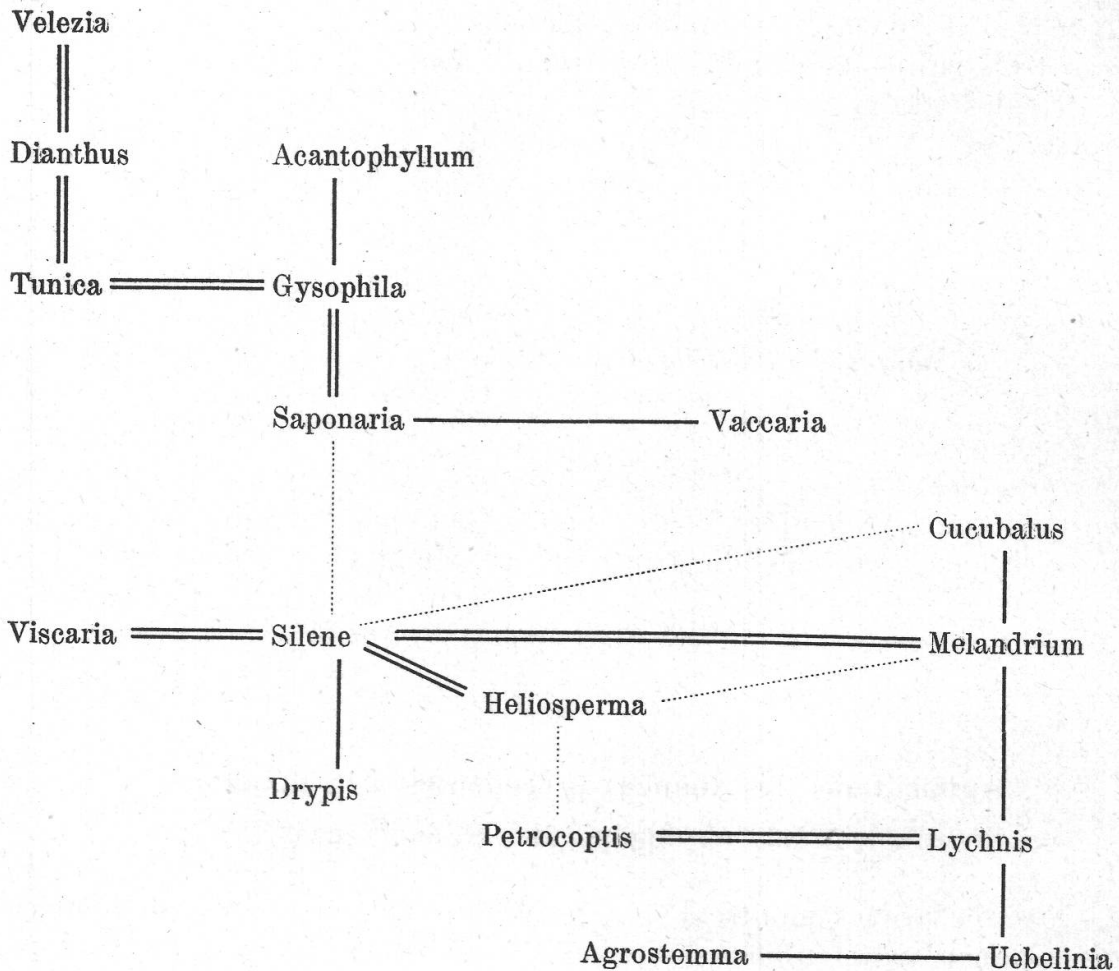 Velezia
Dianthus Acantophyllum
Tunica Gysophila
Saponaria Vaccaria
Cucubalus
Viscaria Silene Melandrium
Heliosperma
Drypis
Petrocoptis Lychnis
Agrostemma Uebelinia